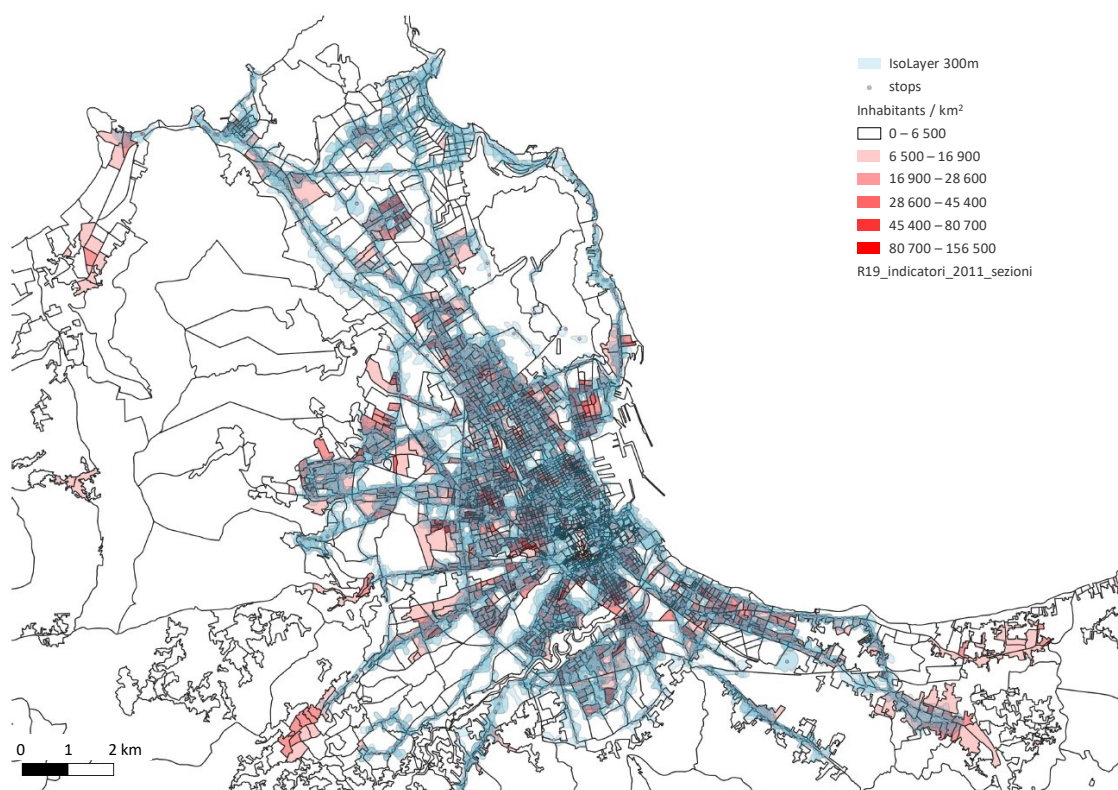 IsoLayer 300m
stops
Inhabitants / km²
0 – 6 500
6 500 – 16 900
16 900 – 28 600
28 600 – 45 400
45 400 – 80 700
80 700 – 156 500
R19_indicatori_2011_sezioni
0 1 2 km